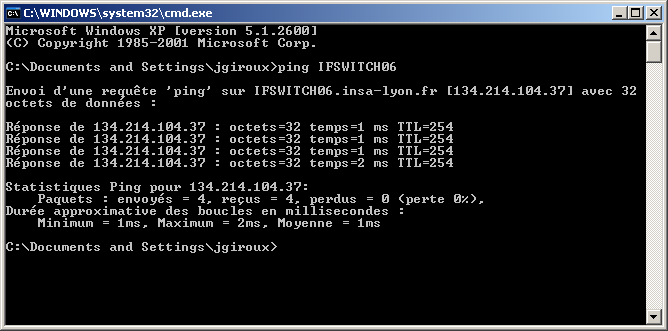 C:\WINDOWS\system32\cmd.exe
Microsoft Windows XP [version 5.1.2600]
(C) Copyright 1985-2001 Microsoft Corp.
C:\Documents and Settings\jgiroux>ping IFSWITCH06
Envoi d'une requête 'ping' sur IFSWITCH06.insa-lyon.fr [134.214.104.37] avec 32
octets de données :
Réponse de 134.214.104.37 : octets=32 temps=1 ms TTL=254
Réponse de 134.214.104.37 : octets=32 temps=1 ms TTL=254
Réponse de 134.214.104.37 : octets=32 temps=1 ms TTL=254
Réponse de 134.214.104.37 : octets=32 temps=2 ms TTL=254
Statistiques Ping pour 134.214.104.37:
Paquets : envoyés = 4, reçus = 4, perdus = 0 (perte 0%),
Durée approximative des boucles en millisecondes :
Minimum = 1ms, Maximum = 2ms, Moyenne = 1ms
C:\Documents and Settings\jgiroux>